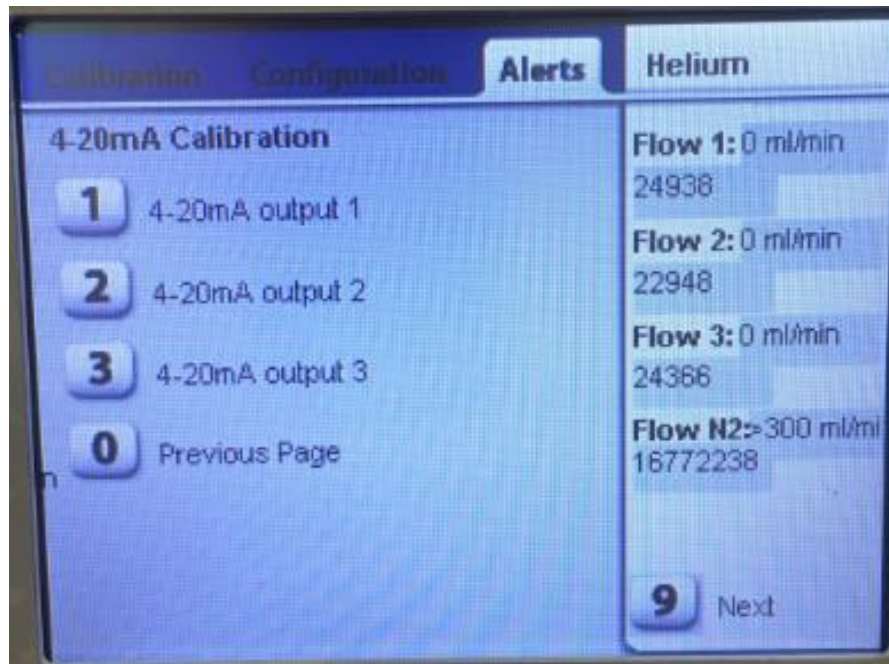 Calibration Configuration Alerts
4-20mA Calibration
1 4-20mA output 1
2 4-20mA output 2
3 4-20mA output 3
0 Previous Page
n
Helium
Flow 1: 0 ml/min
24938
Flow 2: 0 ml/min
22948
Flow 3: 0 ml/min
24366
Flow N2:>300 ml/mi
16772238
9 Next